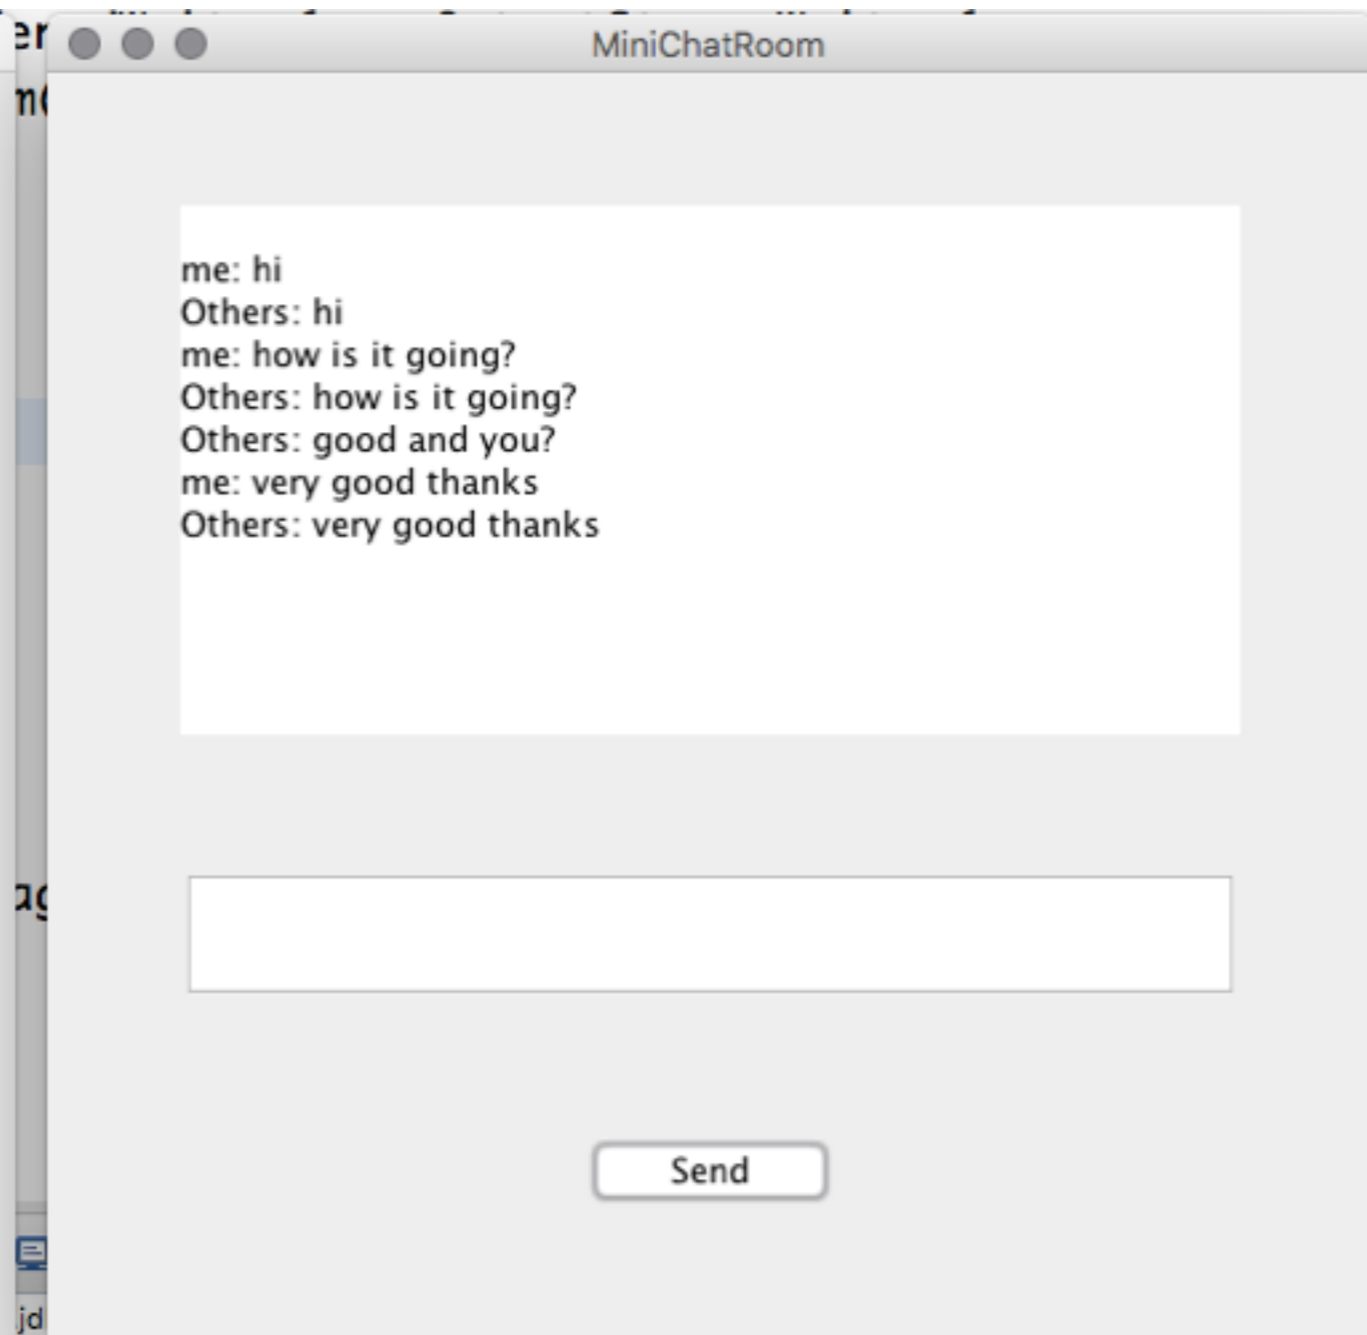 MiniChatRoom
me: hi
Others: hi
me: how is it going?
Others: how is it going?
Others: good and you?
me: very good thanks
Others: very good thanks
Send